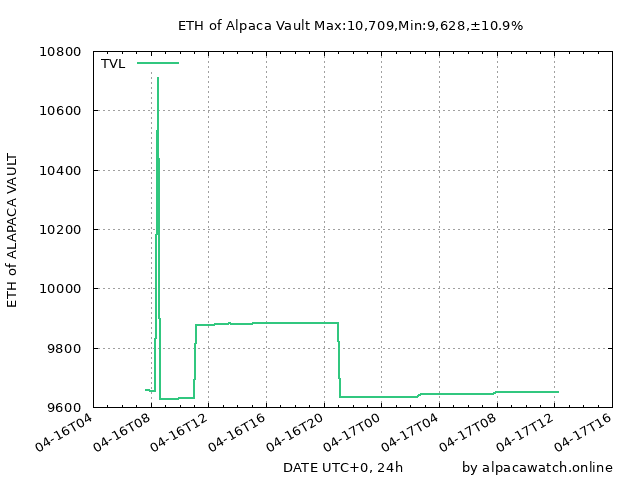 ETH of Alpaca Vault Max:10,709,Min:9,628,±10.9%
TVL
10800
10600
10400
10200
10000
9800
9600
ETH of ALAPACA VAULT
04-16T04
04-16T08
04-16T12
04-16T16
04-16T20
04-17T00
04-17T04
04-17T08
04-17T12
04-17T16
DATE UTC+0, 24h
by alpacawatch.online